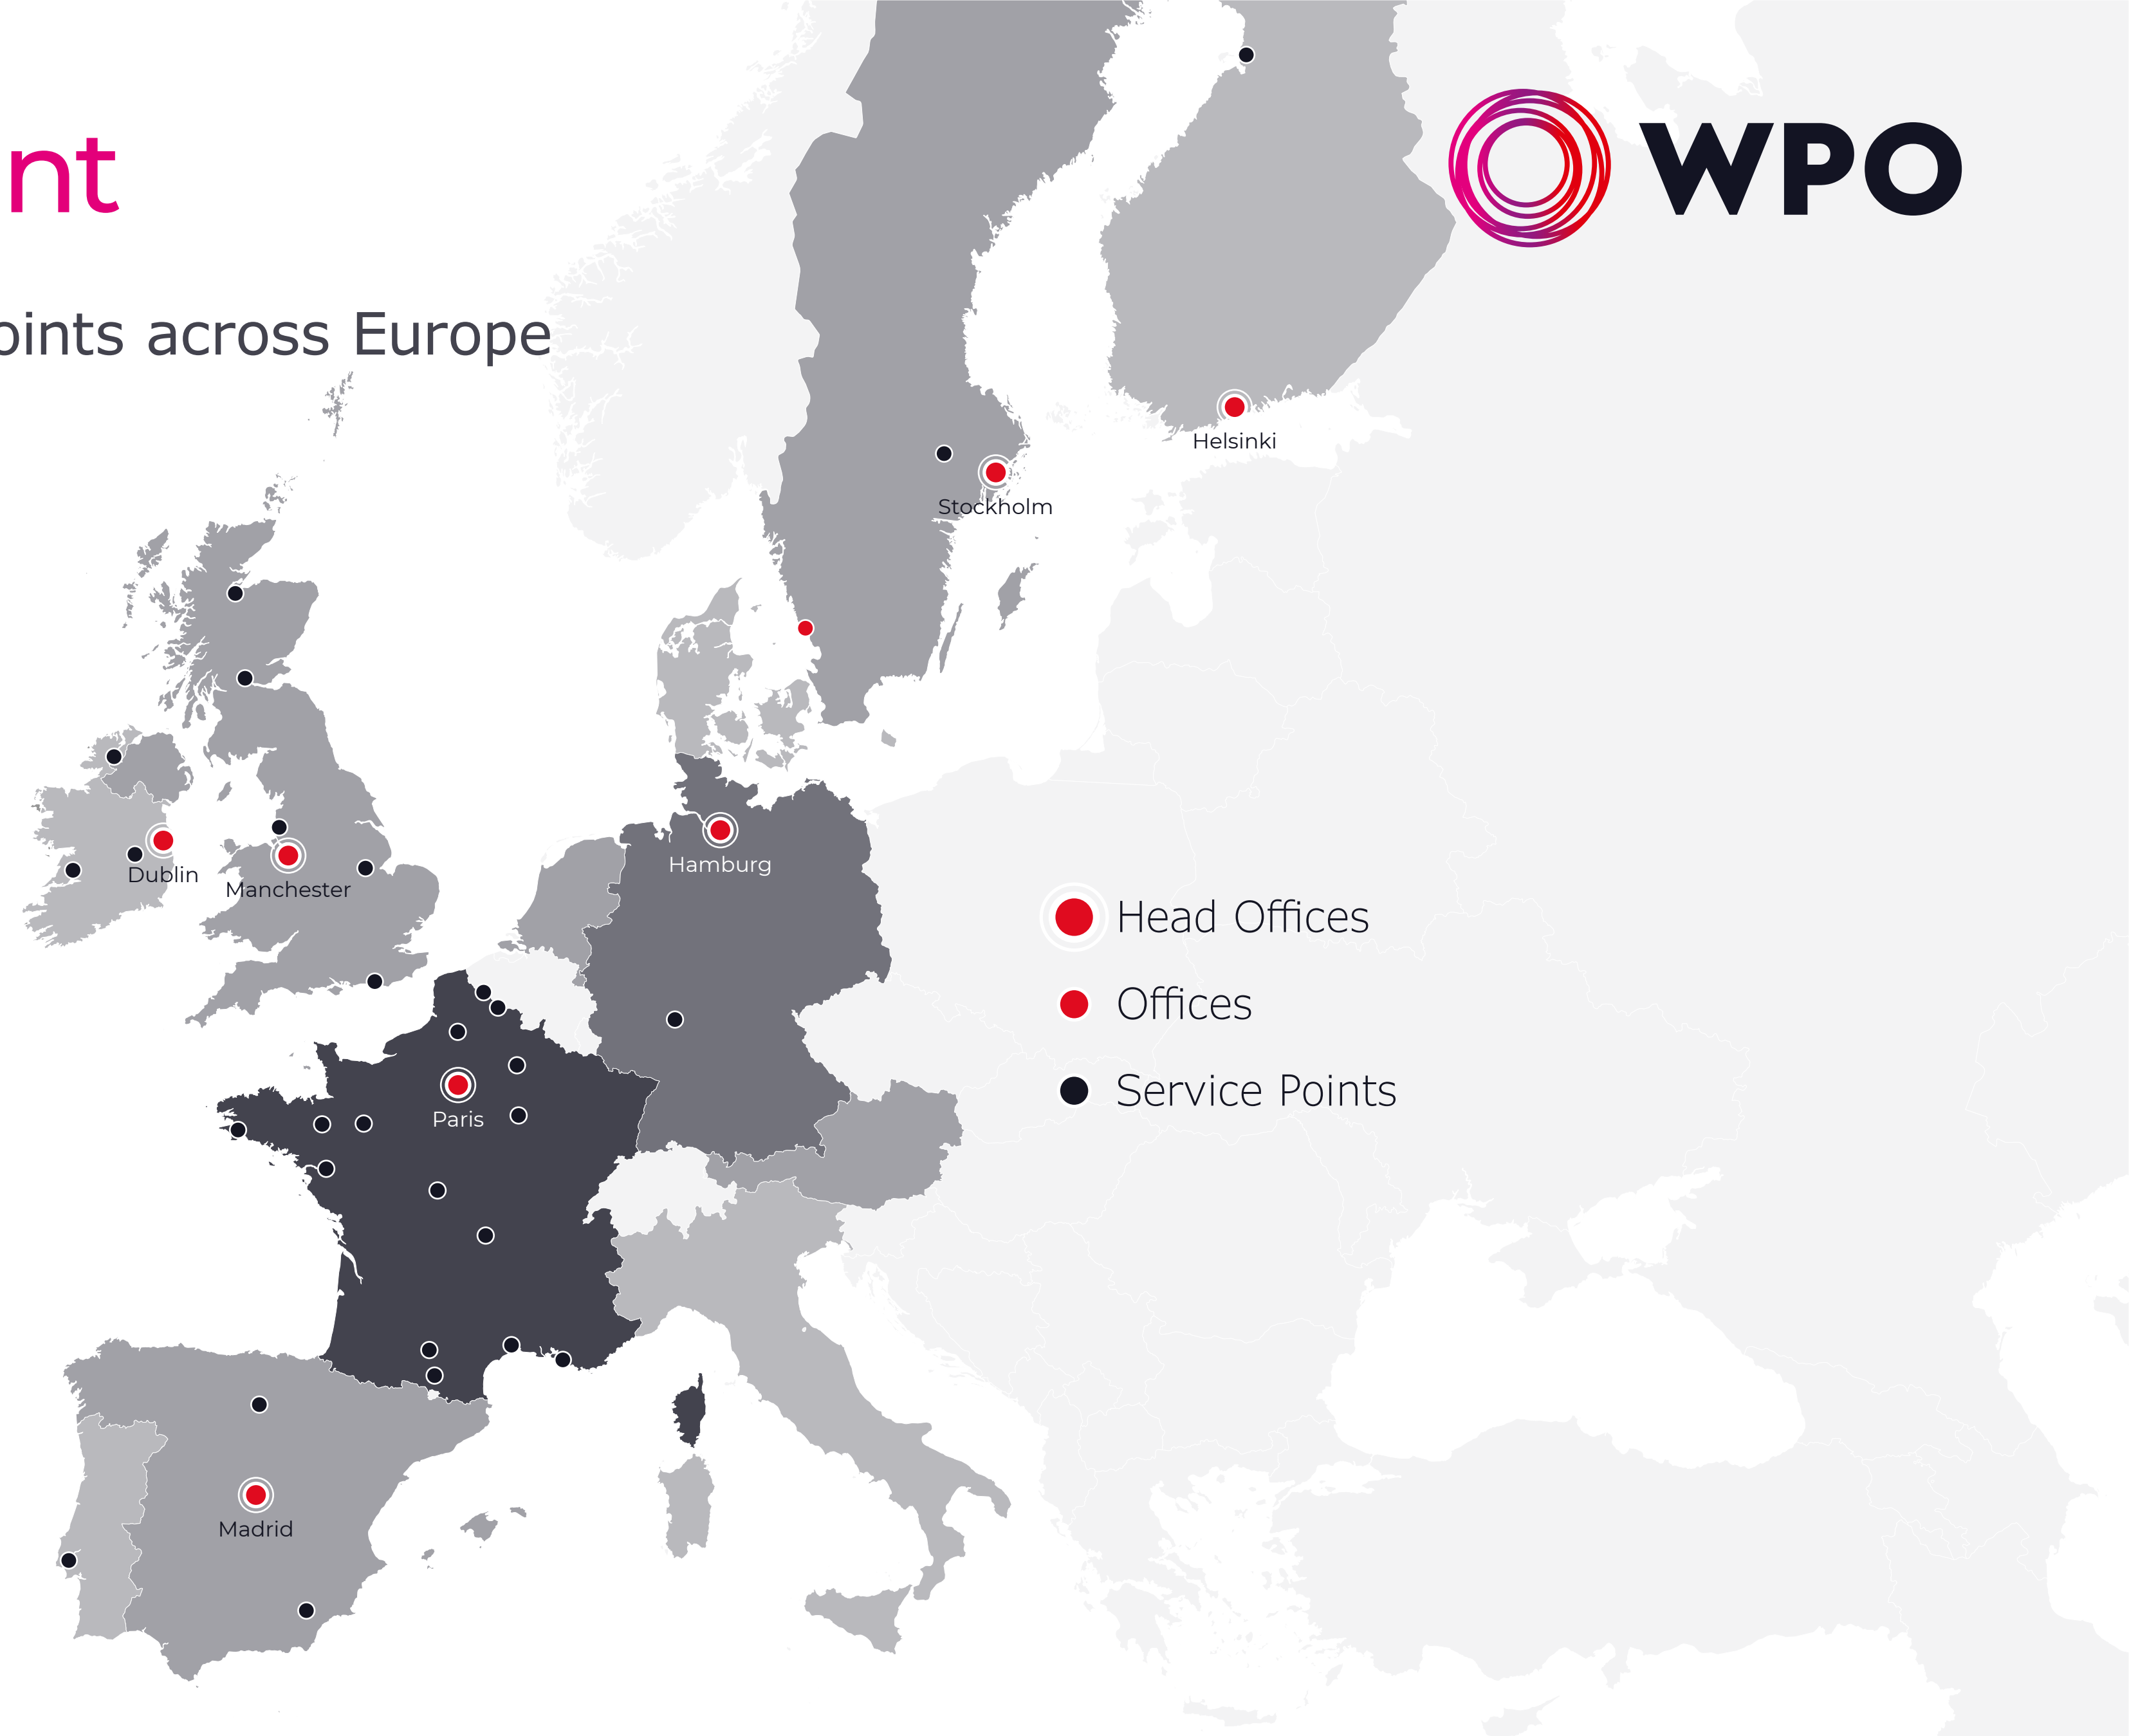 nt
WPO
oints across Europe
Helsinki
Stockholm
Dublin
Manchester
Hamburg
Head Offices
Offices
Service Points
Paris
Madrid